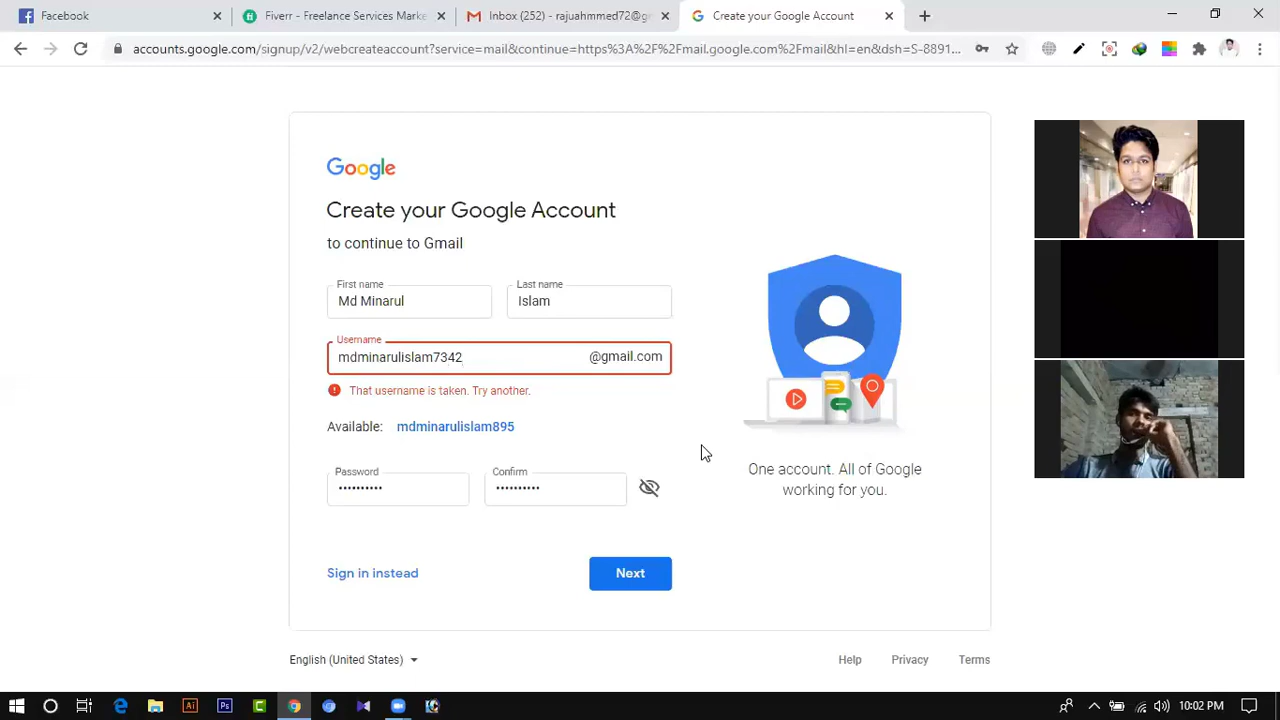 Facebook
Fiverr - Freelance Services Marke
Inbox (252) - rajuahmmed72@g
Create your Google Account
accounts.google.com/signup/v2/webcreateaccount?service=mail&continue=https%3A%2F%2Fmail.google.com%2Fmail&hl=en&dsh=S-8891...
Google
Create your Google Account
to continue to Gmail
First name
Last name
Md Minarul
Islam
Username
mdminarulislam7342
@gmail.com
That username is taken. Try another.
Available: mdminarulislam895
Password
Confirm
••••••••••
••••••••••
One account. All of Google
working for you.
Sign in instead
Next
English (United States)
Help
Privacy
Terms
Ai
Ps
C
10:02 PM